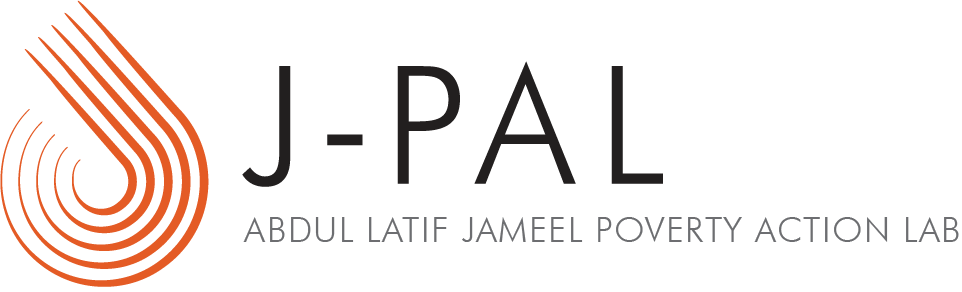 J-PAL
ABDUL LATIF JAMEEL POVERTY ACTION LAB